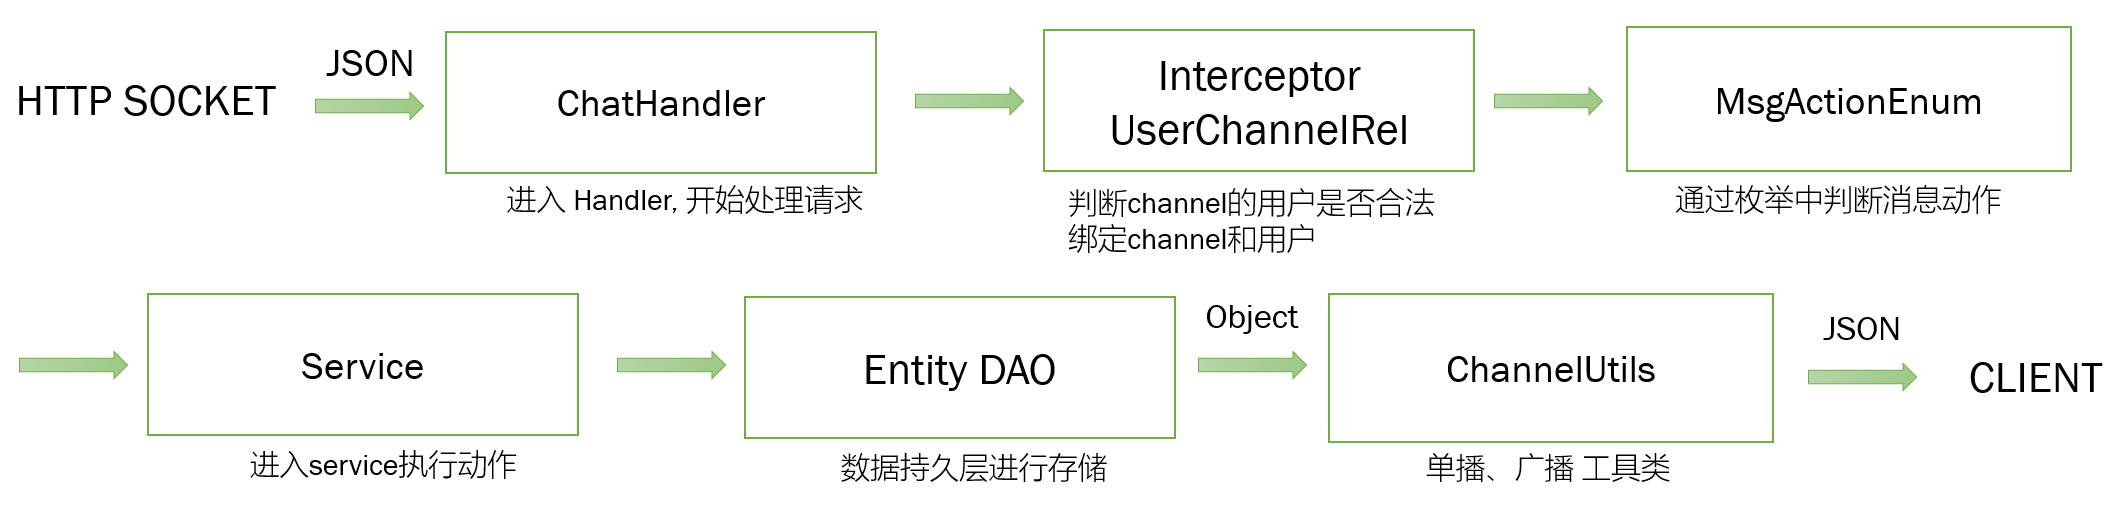 HTTP SOCKET
JSON
ChatHandler
进入 Handler, 开始处理请求
Interceptor
UserChannelRel
判断channel的用户是否合法
绑定channel和用户
MsgActionEnum
通过枚举中判断消息动作
Service
进入service执行动作
Entity DAO
数据持久层进行存储
Object
ChannelUtils
单播、广播 工具类
JSON
CLIENT